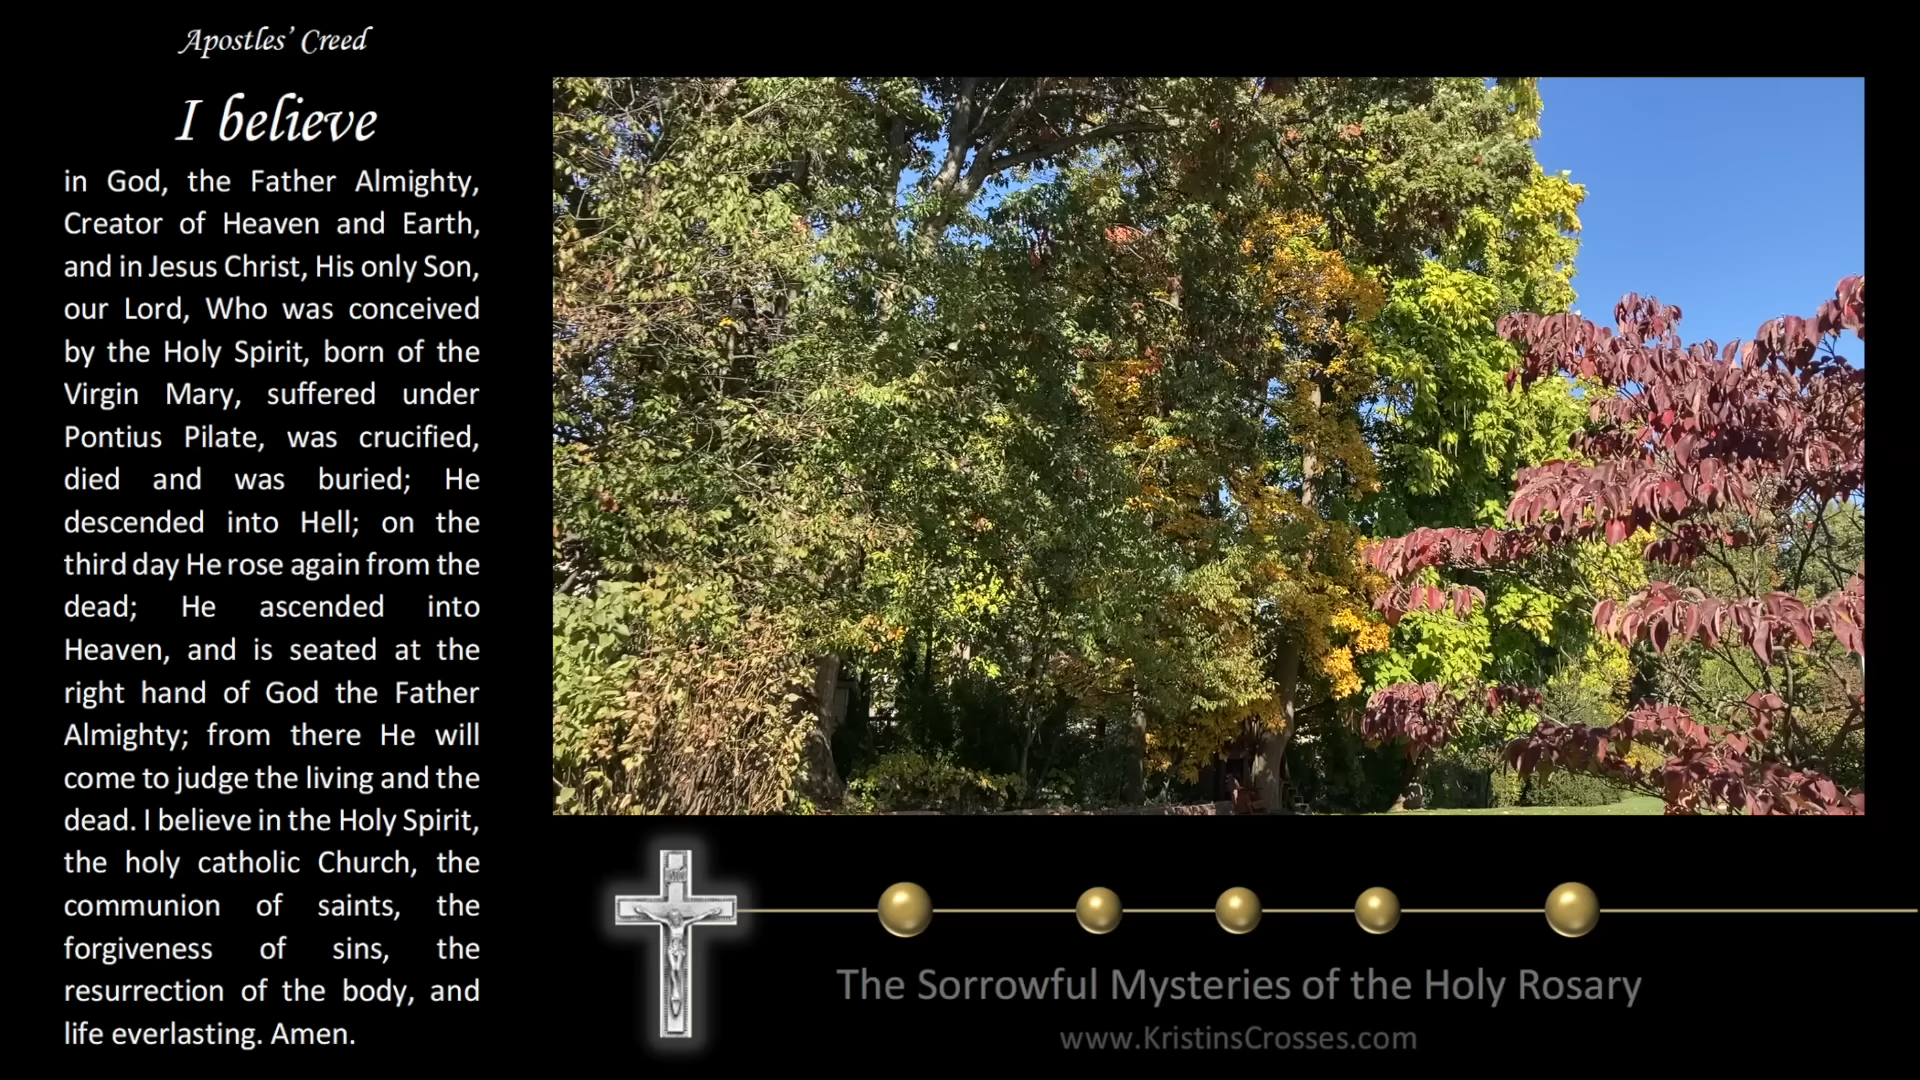 Apostles’ Creed
I believe
in God, the Father Almighty,
Creator of Heaven and Earth,
and in Jesus Christ, His only Son,
our Lord, Who was conceived
by the Holy Spirit, born of the
Virgin Mary, suffered under
Pontius Pilate, was crucified,
died and was buried; He
descended into Hell; on the
third day He rose again from the
dead; He ascended into
Heaven, and is seated at the
right hand of God the Father
Almighty; from there He will
come to judge the living and the
dead. I believe in the Holy Spirit,
the holy catholic Church, the
communion of saints, the
forgiveness of sins, the
resurrection of the body, and
life everlasting. Amen.
The Sorrowful Mysteries of the Holy Rosary
www.KristinsCrosses.com